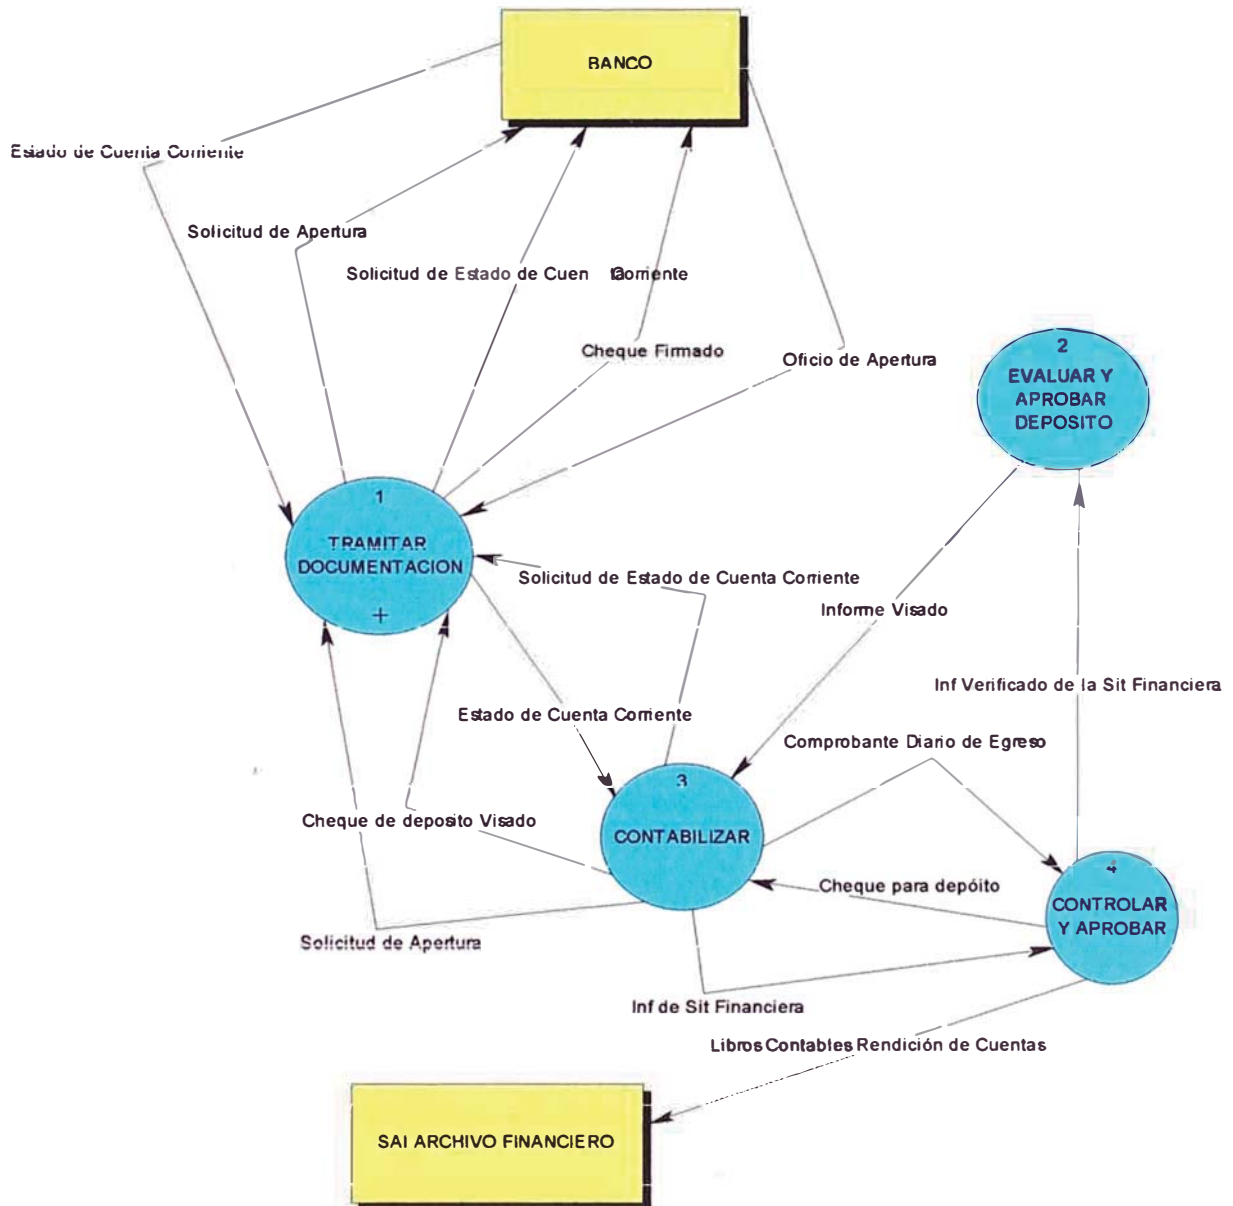 BANCO
Estado de Cuenta Corriente
Solicitud de Apertura
Solicitud de Estado de Cuenta Corriente
Cheque Firmado
Oficio de Apertura
2
EVALUAR Y
APROBAR
DEPOSITO
1
TRAMITAR
DOCUMENTACION
+
Solicitud de Estado de Cuenta Corriente
Informe Visado
Inf Verificado de la Sit Financiera
Estado de Cuenta Corriente
Comprobante Diario de Egreso
3
CONTABILIZAR
Cheque de deposito Visado
Cheque para depóito
4
CONTROLAR
Y APROBAR
Solicitud de Apertura
Inf de Sit Financiera
Libros Contables Rendición de Cuentas
SAI ARCHIVO FINANCIERO